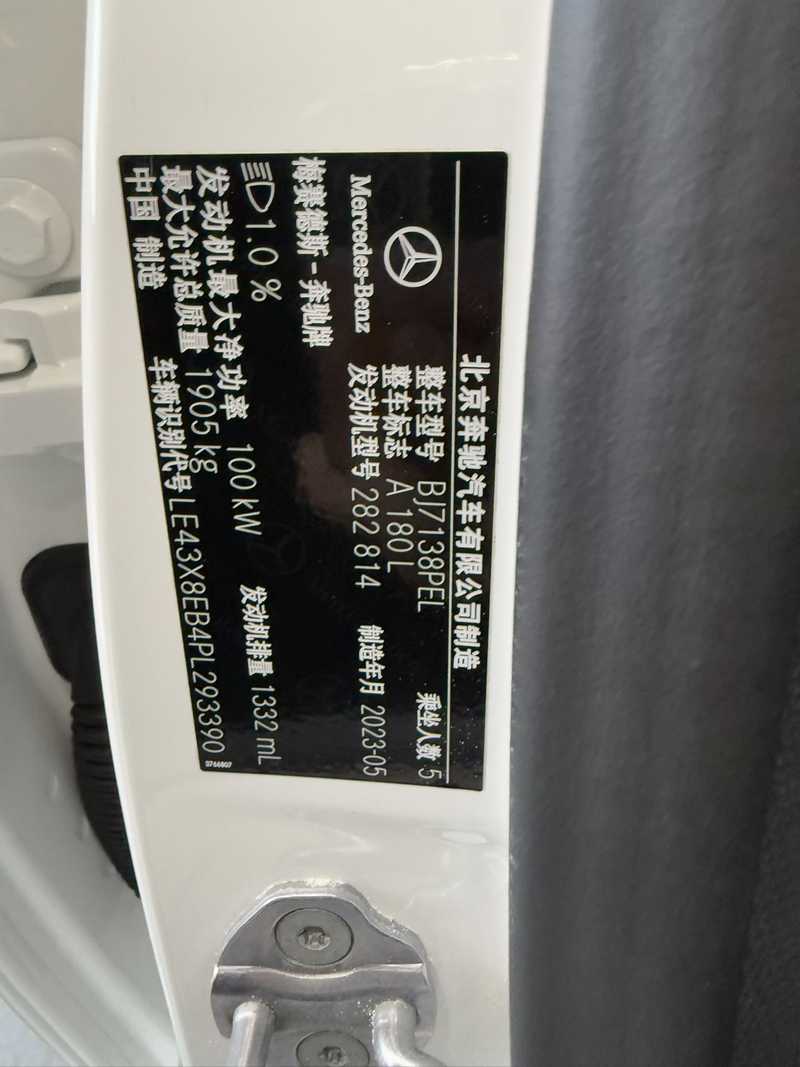 北京奔驰汽车有限公司制造
Mercedes-Benz
梅赛德斯-奔驰牌
整车型号 BJ7138PEL 乘坐人数 5
整车标志 A 180 L
发动机型号 282 814 制造年月 2023-05
1.0 %
发动机最大净功率 100 kW 发动机排量 1332 mL
最大允许总质量 1905 kg
中国 制造 车辆识别代号 LE43X8EB4PL293390
3766807